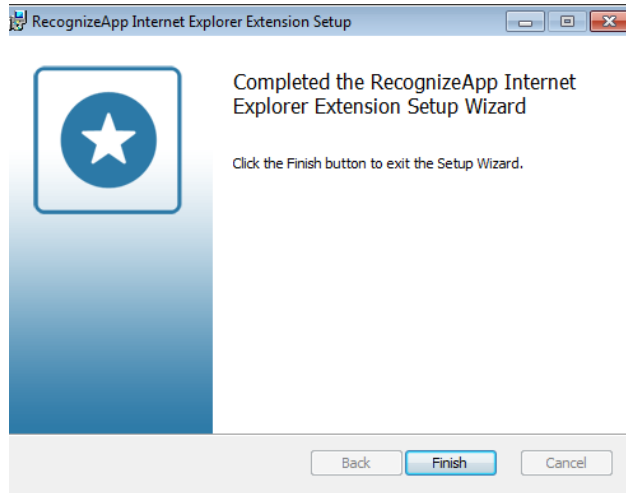 RecognizeApp Internet Explorer Extension Setup
Completed the RecognizeApp Internet
Explorer Extension Setup Wizard
Click the Finish button to exit the Setup Wizard.
Back
Finish
Cancel